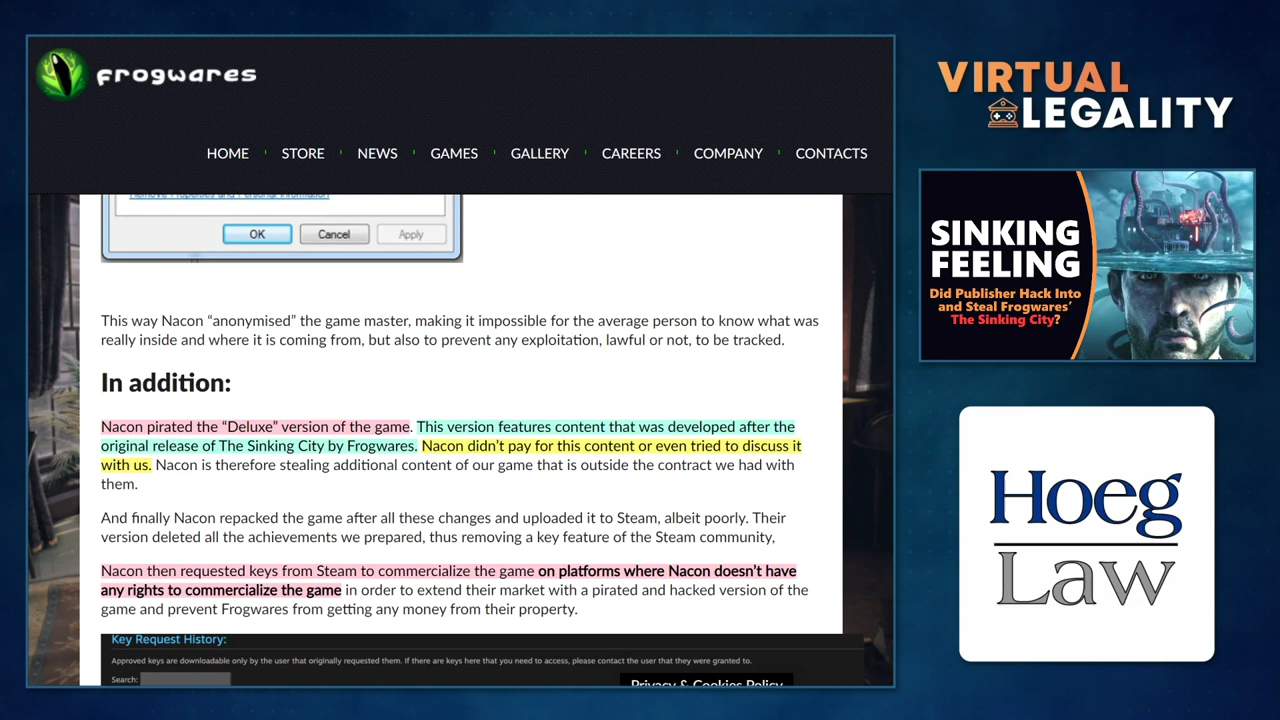 frogwares
HOME
STORE
NEWS
GAMES
GALLERY
CAREERS
COMPANY
CONTACTS
Remove Properties and Personal Information
OK
Cancel
Apply
This way Nacon “anonymised” the game master, making it impossible for the average person to know what was
really inside and where it is coming from, but also to prevent any exploitation, lawful or not, to be tracked.
In addition:
Nacon pirated the “Deluxe” version of the game. This version features content that was developed after the
original release of The Sinking City by Frogwares. Nacon didn’t pay for this content or even tried to discuss it
with us. Nacon is therefore stealing additional content of our game that is outside the contract we had with
them.
And finally Nacon repacked the game after all these changes and uploaded it to Steam, albeit poorly. Their
version deleted all the achievements we prepared, thus removing a key feature of the Steam community,
Nacon then requested keys from Steam to commercialize the game on platforms where Nacon doesn’t have
any rights to commercialize the game in order to extend their market with a pirated and hacked version of the
game and prevent Frogwares from getting any money from their property.
Key Request History:
Approved keys are downloadable only by the user that originally requested them. If there are keys here that you need to access, please contact the user that they were granted to.
Search:
Privacy & Cookies Policy
VIRTUAL
LEGALITY
SINKING
FEELING
Did Publisher Hack Into
and Steal Frogwares’
The Sinking City?
Hoeg
Law